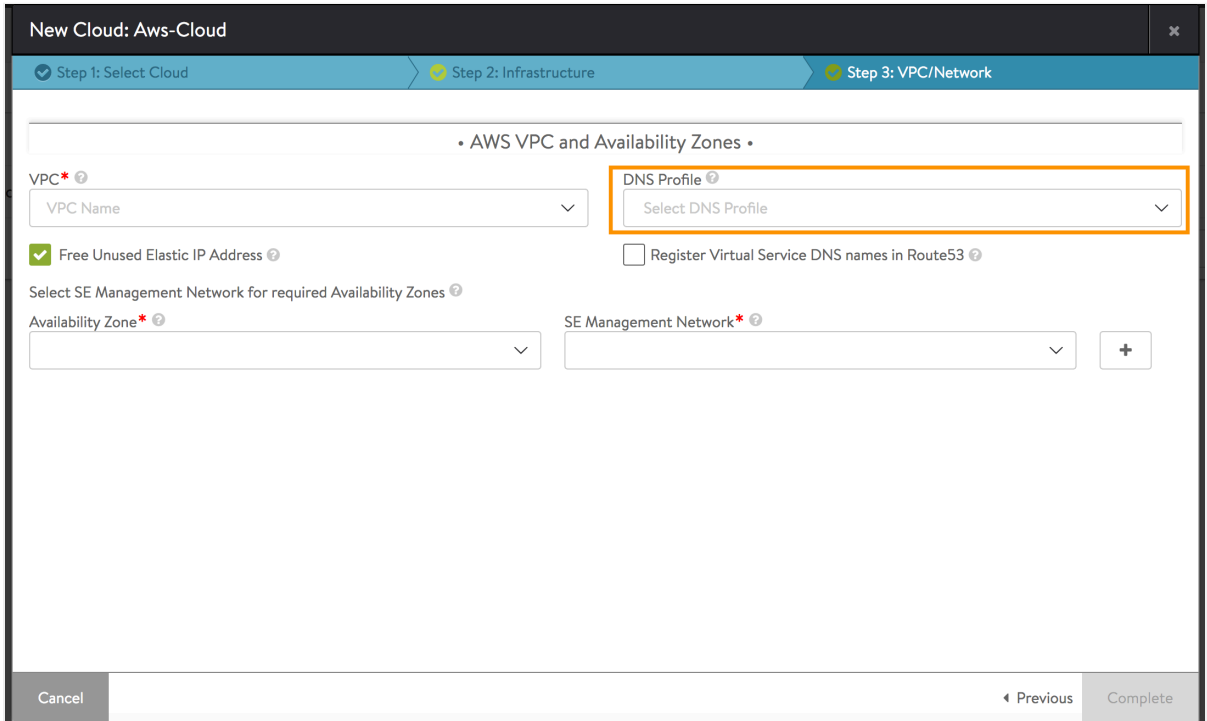 New Cloud: Aws-Cloud
Step 1: Select Cloud
Step 2: Infrastructure
Step 3: VPC/Network
• AWS VPC and Availability Zones •
VPC* ?
DNS Profile ?
VPC Name
Select DNS Profile
Free Unused Elastic IP Address ?
Register Virtual Service DNS names in Route53 ?
Select SE Management Network for required Availability Zones ?
Availability Zone* ?
SE Management Network* ?
Cancel
Previous
Complete